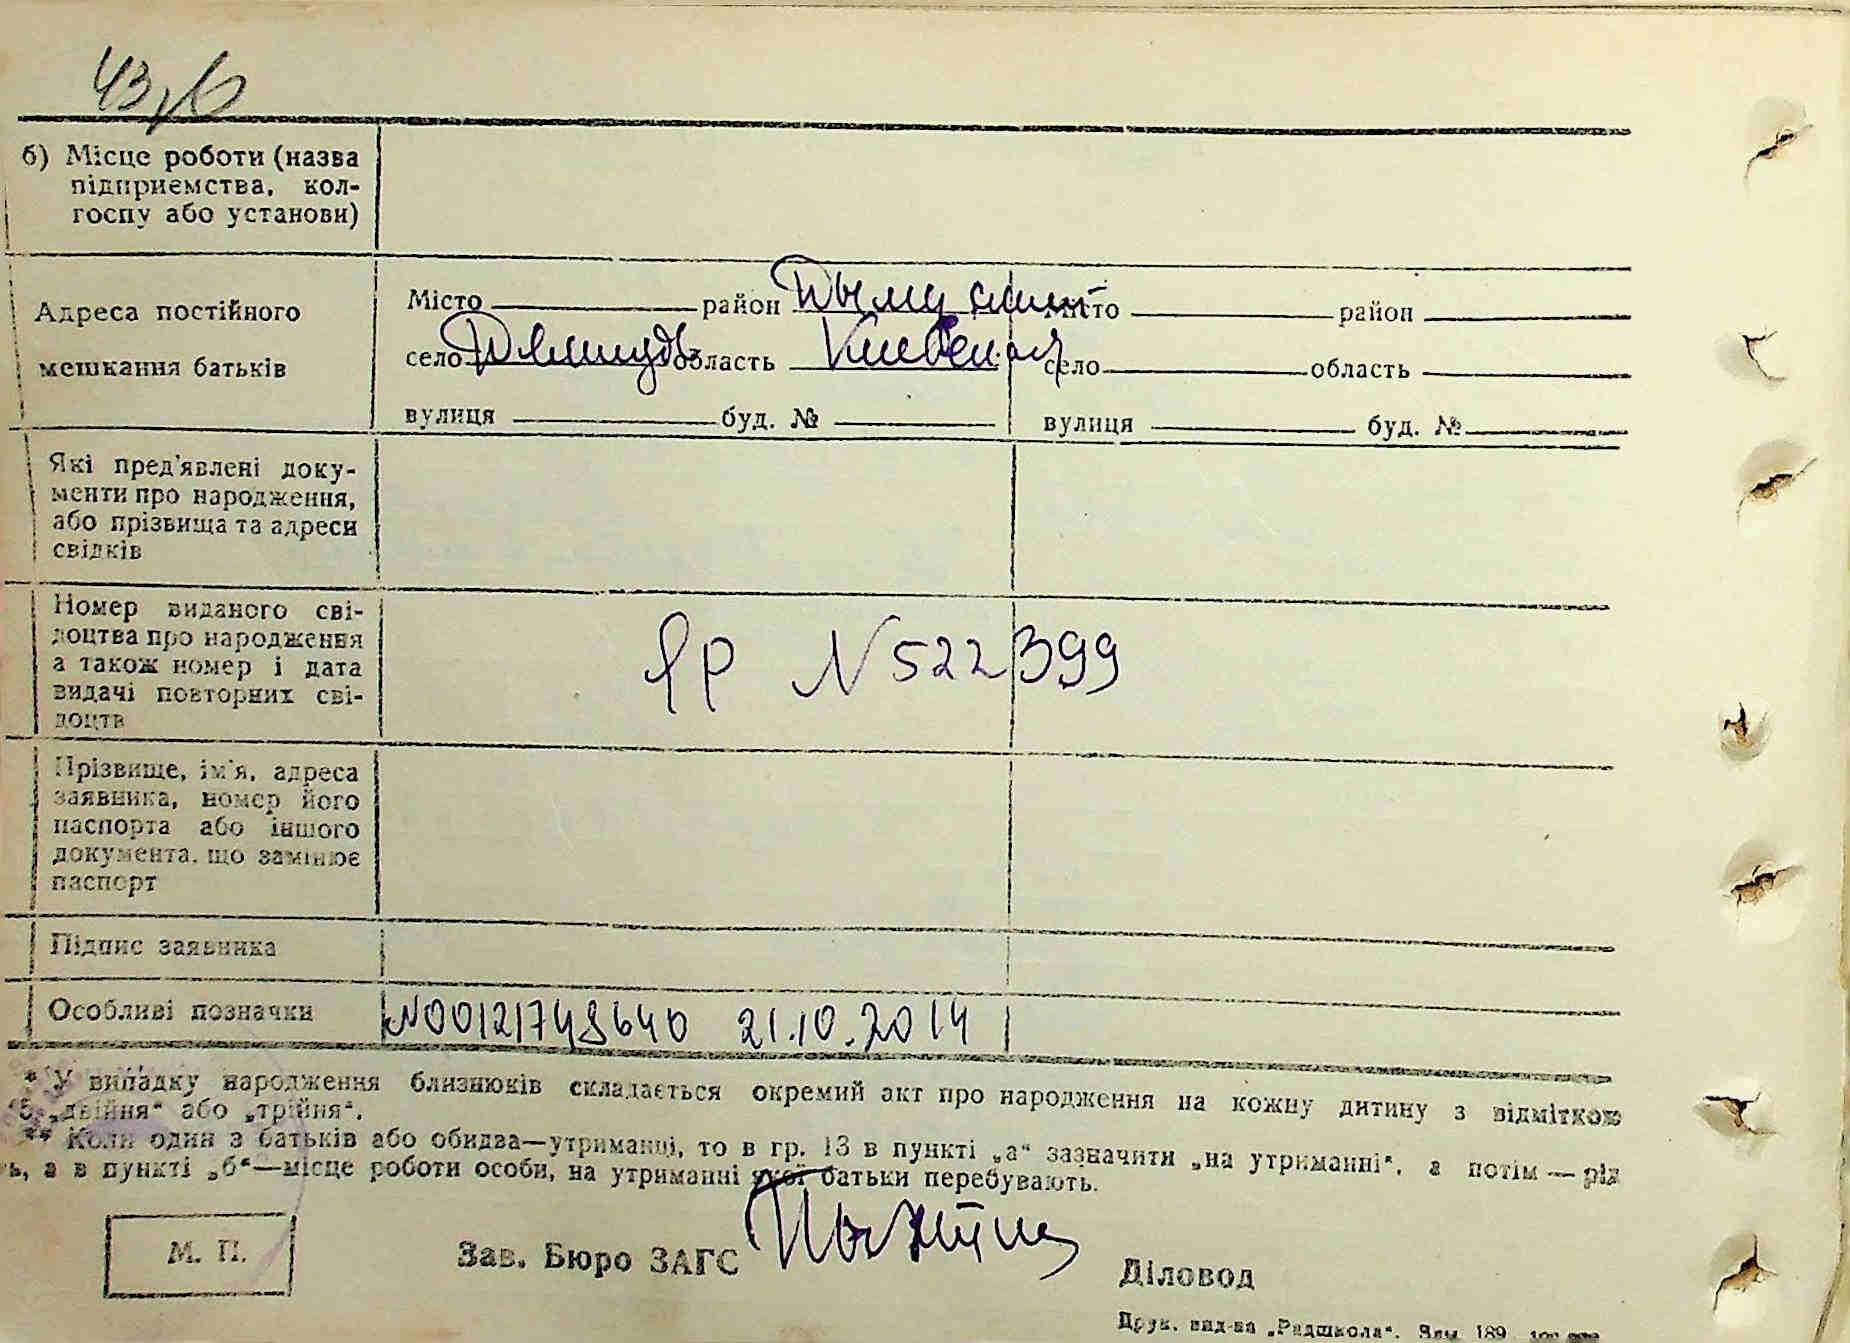 43
б) Місце роботи (назва
підприємства, кол-
госпу або установи)
Адреса постійного
мешкання батьків
Місто район
село область
вулиця буд. №
Місто район
село область
вулиця буд. №
Які пред'явлені доку-
менти про народження,
або прізвища та адреси
свідків
Номер виданого сві-
доцтва про народження
а також номер і дата
видачі повторних сві-
доцтв
N 522399
Прізвище, ім'я, адреса
заявника, номер його
паспорта або іншого
документа, що замінює
паспорт
Підпис заявника
Особливі позначки
N00121749640 21.10.2014
* У випадку народження близнюків складається окремий акт про народження на кожну дитину з відміткою
„двійня“ або „трійня“.
** Коли один з батьків або обидва—утриманці, то в гр. 13 в пункті „а“ зазначити „на утриманні“, а потім — рід
ь, а в пункті „б“—місце роботи особи, на утриманні якої батьки перебувають.
М. П.
Зав. Бюро ЗАГС
Діловод
Друк. вид-ва „Радшкола“. Зам 189